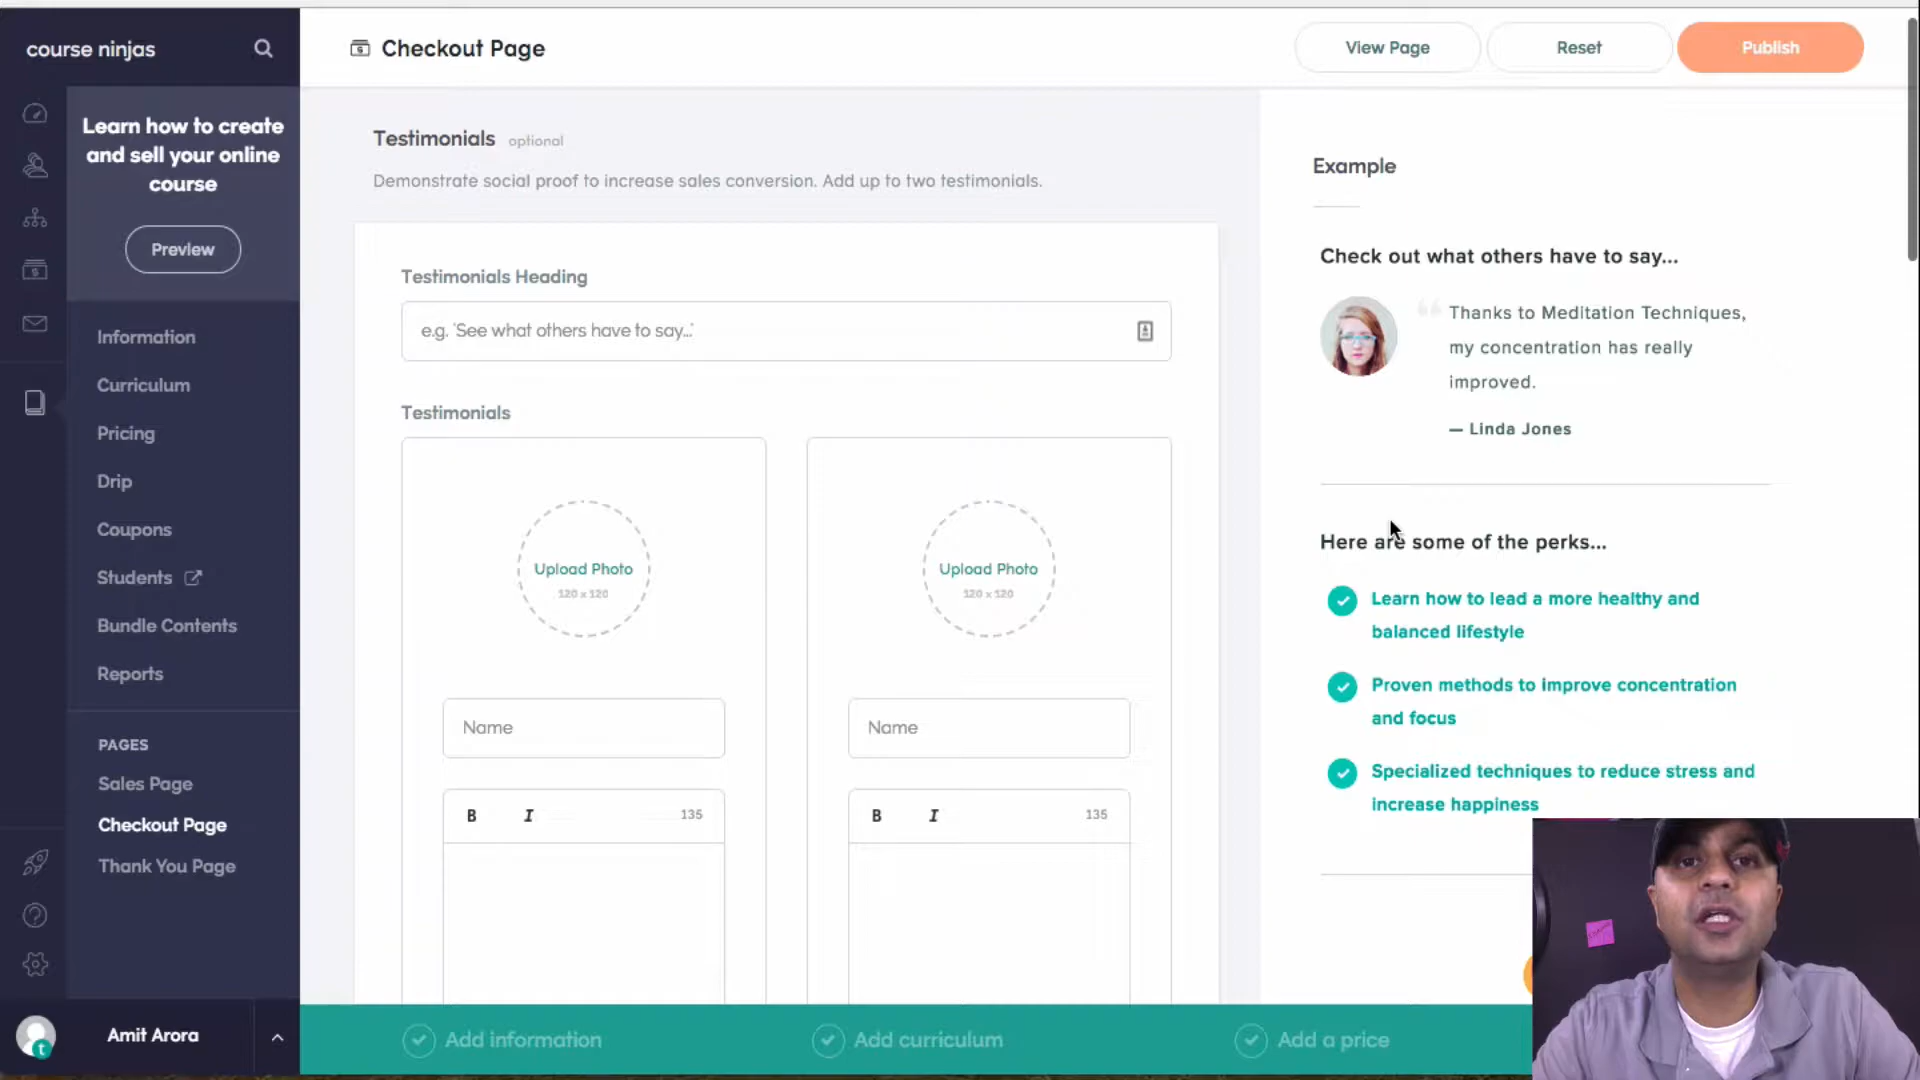 course ninjas
Learn how to create
and sell your online
course
Preview
Information
Curriculum
Pricing
Drip
Coupons
Students
Bundle Contents
Reports
PAGES
Sales Page
Checkout Page
Thank You Page
t
Amit Arora
Checkout Page
View Page
Reset
Publish
Testimonials optional
Demonstrate social proof to increase sales conversion. Add up to two testimonials.
Testimonials Heading
e.g. 'See what others have to say...'
Testimonials
Upload Photo
120 x 120
Name
B I 135
Upload Photo
120 x 120
Name
B I 135
Example
Check out what others have to say...
Thanks to Meditation Techniques,
my concentration has really
improved.
— Linda Jones
Here are some of the perks...
Learn how to lead a more healthy and
balanced lifestyle
Proven methods to improve concentration
and focus
Specialized techniques to reduce stress and
increase happiness
Add information
Add curriculum
Add a price